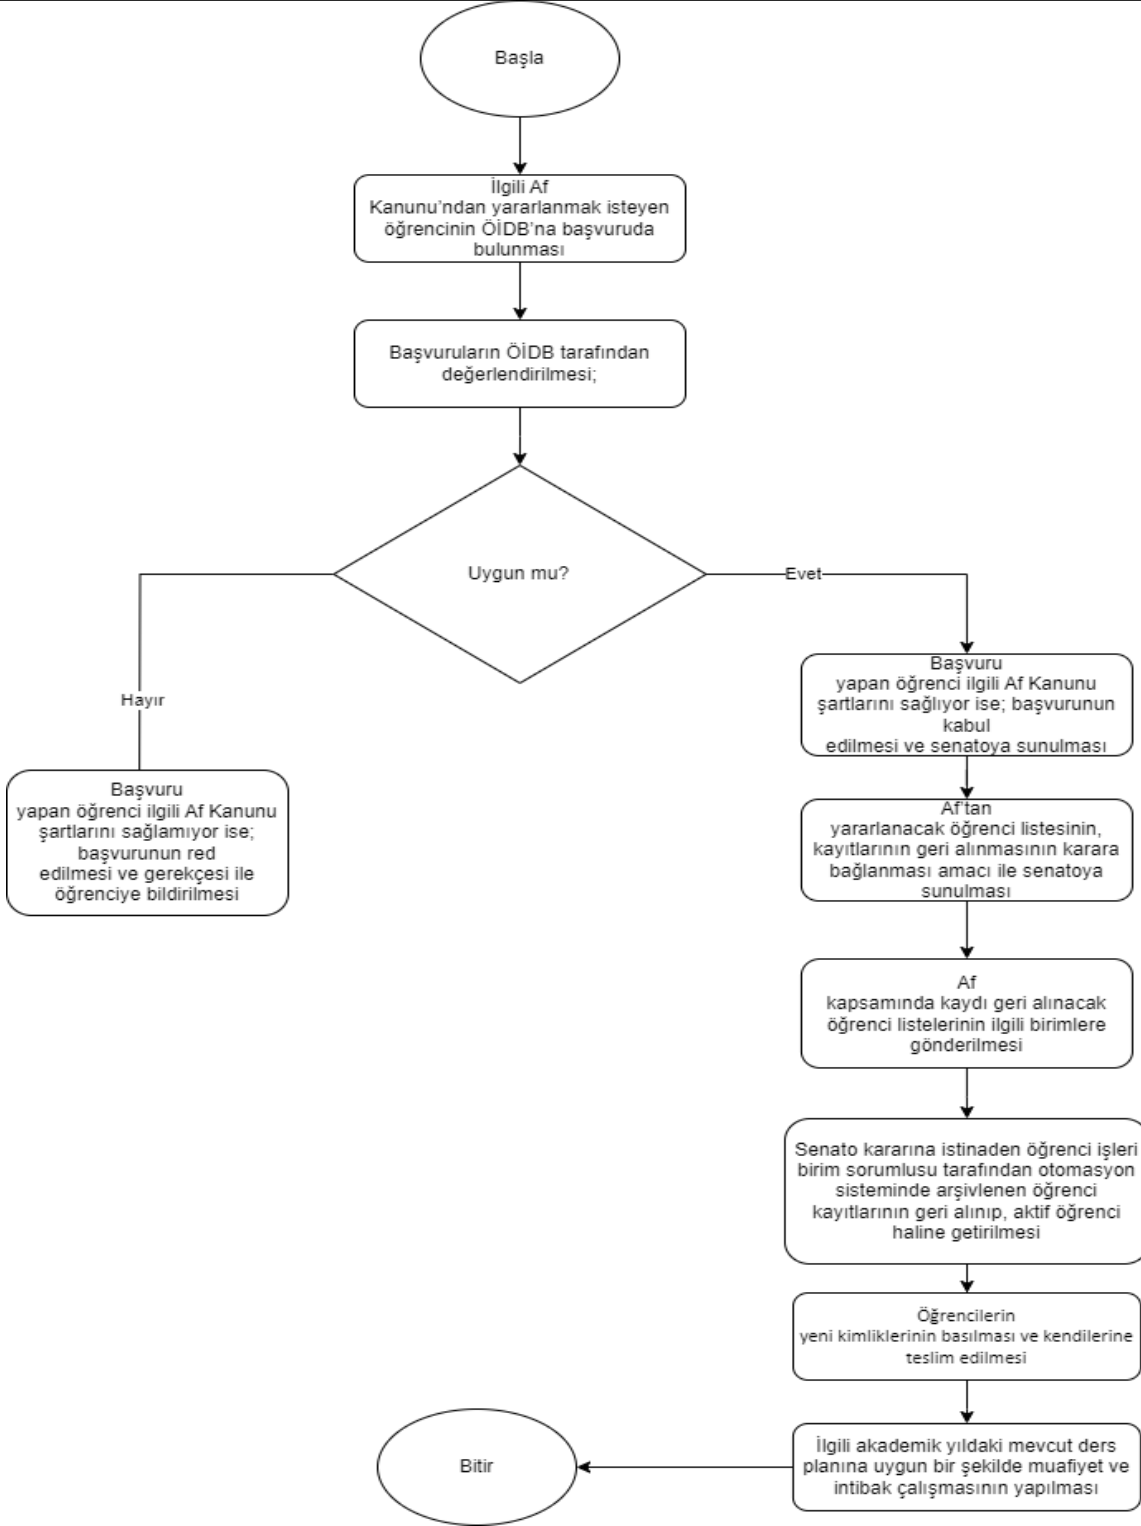 Başla
İlgili Af
Kanunu’ndan yararlanmak isteyen
öğrencinin ÖİDB’na başvuruda
bulunması
Başvuruların ÖİDB tarafından
değerlendirilmesi;
Uygun mu?
Evet
Hayır
Başvuru
yapan öğrenci ilgili Af Kanunu
şartlarını sağlamıyor ise;
başvurunun red
edilmesi ve gerekçesi ile
öğrenciye bildirilmesi
Başvuru
yapan öğrenci ilgili Af Kanunu
şartlarını sağlıyor ise; başvurunun
kabul
edilmesi ve senatoya sunulması
Af’tan
yararlanacak öğrenci listesinin,
kayıtlarının geri alınmasının karara
bağlanması amacı ile senatoya
sunulması
Af
kapsamında kaydı geri alınacak
öğrenci listelerinin ilgili birimlere
gönderilmesi
Senato kararına istinaden öğrenci işleri
birim sorumlusu tarafından otomasyon
sisteminde arşivlenen öğrenci
kayıtlarının geri alınıp, aktif öğrenci
haline getirilmesi
Öğrencilerin
yeni kimliklerinin basılması ve kendilerine
teslim edilmesi
İlgili akademik yıldaki mevcut ders
planına uygun bir şekilde muafiyet ve
intibak çalışmasının yapılması
Bitir